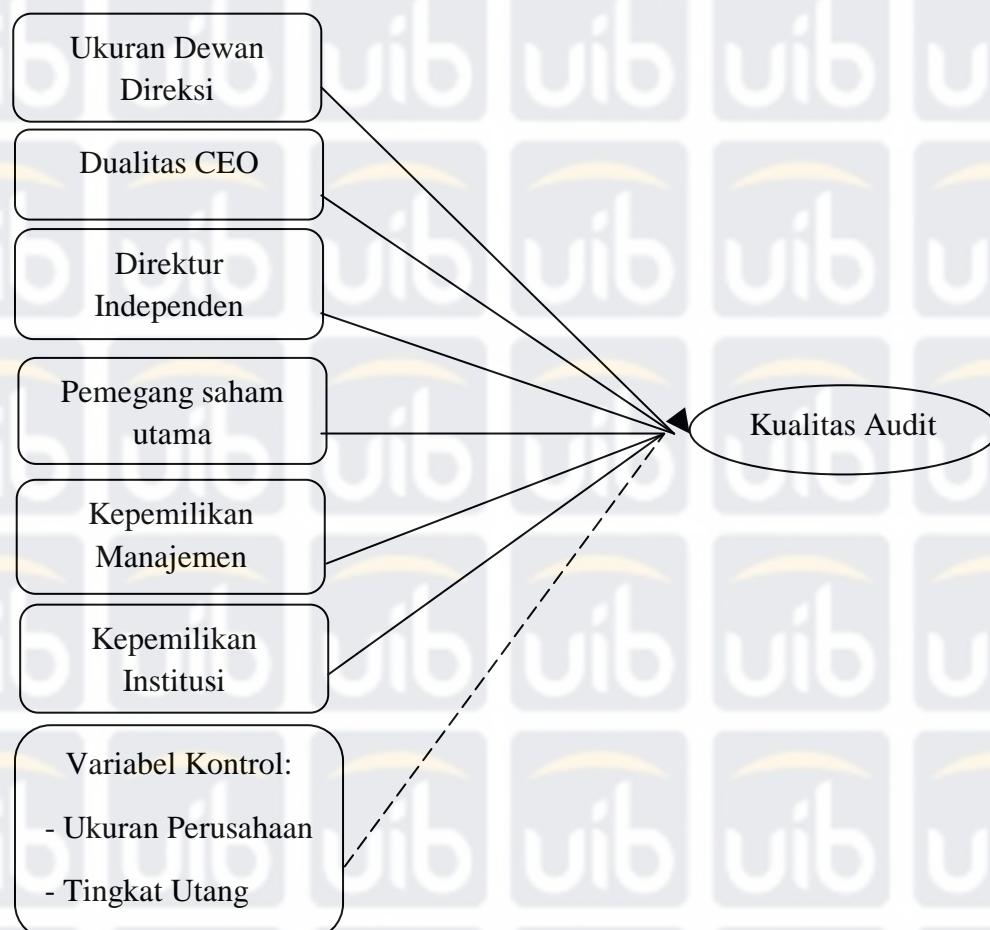 Ukuran Dewan
Direksi
Dualitas CEO
Direktur
Independen
Pemegang saham
utama
Kualitas Audit
Kepemilikan
Manajemen
Kepemilikan
Institusi
Variabel Kontrol:
- Ukuran Perusahaan
- Tingkat Utang